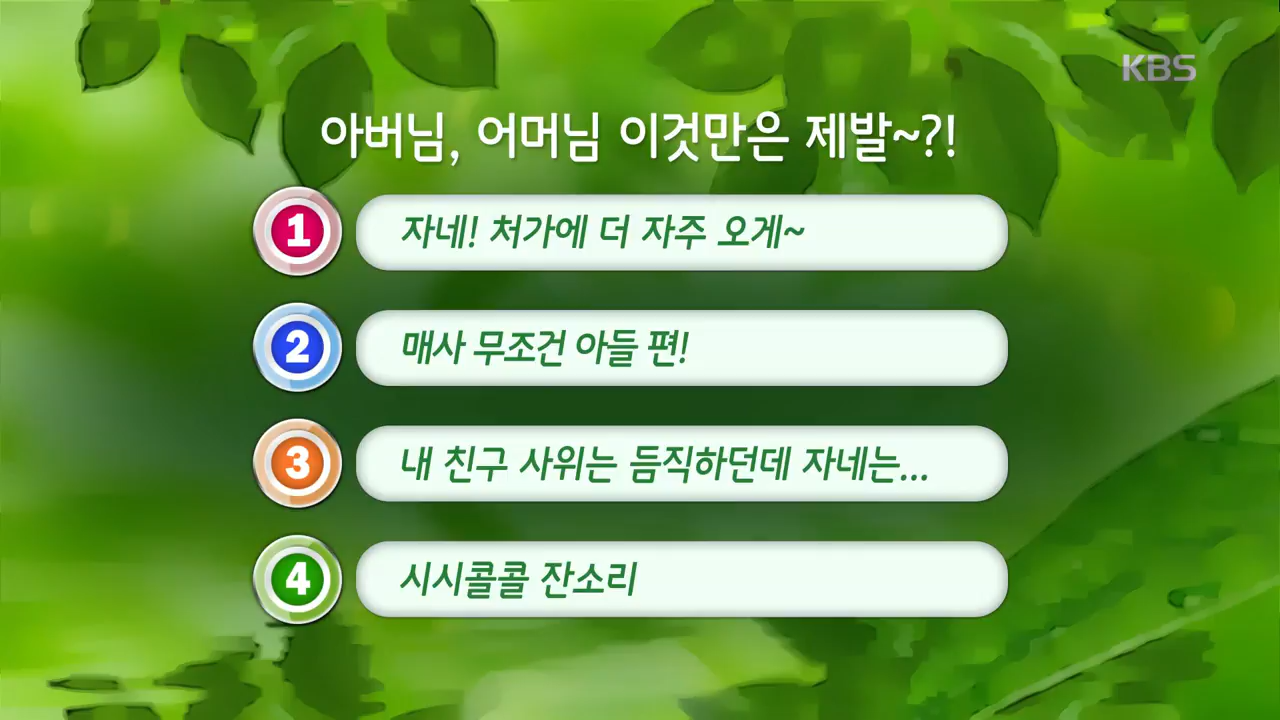 KBS
아버님, 어머님 이것만은 제발~?!
1 자네! 처가에 더 자주 오게~
2 매사 무조건 아들 편!
3 내 친구 사위는 듬직하던데 자네는...
4 시시콜콜 잔소리